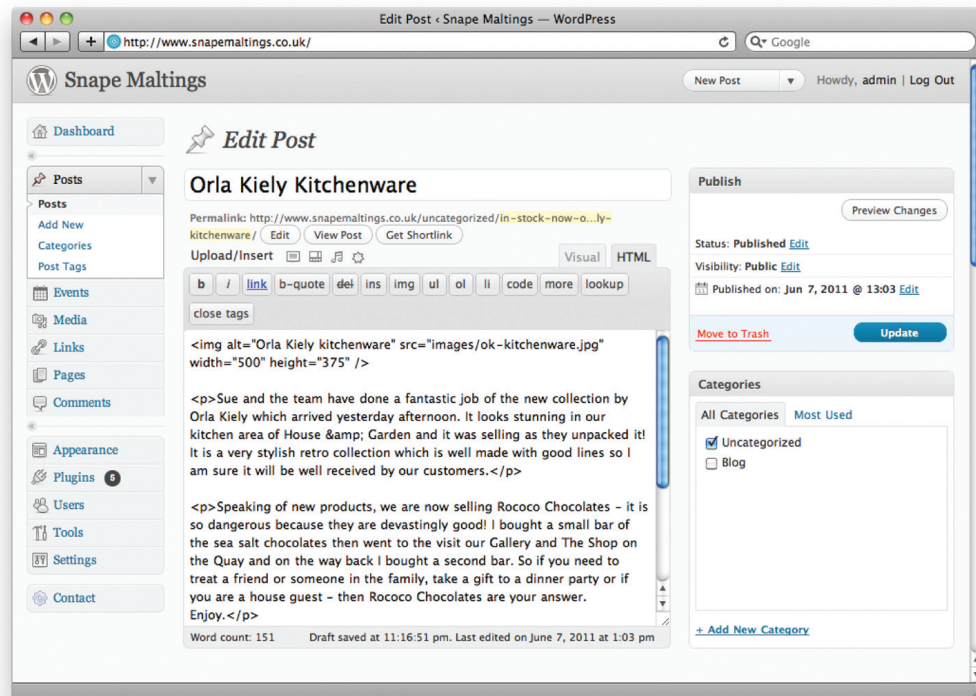 Edit Post ‹ Snape Maltings — WordPress
http://www.snapemaltings.co.uk/
Google
Snape Maltings
New Post
Howdy, admin | Log Out
Dashboard
Edit Post
Posts
Orla Kiely Kitchenware
Publish
Posts
Add New
Categories
Post Tags
Permalink: http://www.snapemaltings.co.uk/uncategorized/in-stock-now-o...ly-
kitchenware/ Edit View Post Get Shortlink
Preview Changes
Upload/Insert
Visual HTML
Status: Published Edit
Visibility: Public Edit
Published on: Jun 7, 2011 @ 13:03 Edit
b i link b-quote del ins img ul ol li code more lookup
close tags
Move to Trash
Update
Events
Media
Links
Pages
Comments
Appearance
Plugins 5
Users
Tools
Settings
Contact
<img alt="Orla Kiely kitchenware" src="images/ok-kitchenware.jpg"
width="500" height="375" />
<p>Sue and the team have done a fantastic job of the new collection by
Orla Kiely which arrived yesterday afternoon. It looks stunning in our
kitchen area of House &amp; Garden and it was selling as they unpacked it!
It is a very stylish retro collection which is well made with good lines so I
am sure it will be well received by our customers.</p>
<p>Speaking of new products, we are now selling Rococo Chocolates – it is
so dangerous because they are devastingly good! I bought a small bar of
the sea salt chocolates then went to the visit our Gallery and The Shop on
the Quay and on the way back I bought a second bar. So if you need to
treat a friend or someone in the family, take a gift to a dinner party or if
you are a house guest – then Rococo Chocolates are your answer.
Enjoy.</p>
Word count: 151
Draft saved at 11:16:51 pm. Last edited on June 7, 2011 at 1:03 pm
Categories
All Categories Most Used
Uncategorized
Blog
+ Add New Category